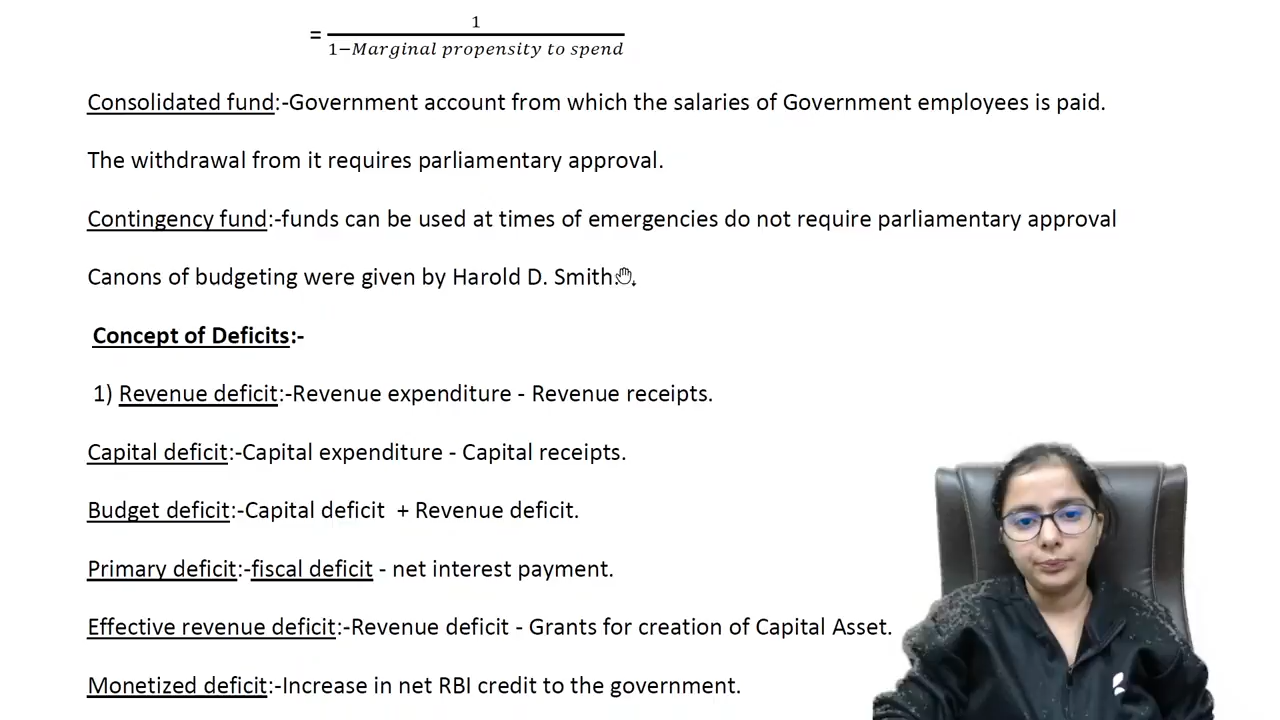 = 1
1−Marginal propensity to spend
Consolidated fund:-Government account from which the salaries of Government employees is paid.
The withdrawal from it requires parliamentary approval.
Contingency fund:-funds can be used at times of emergencies do not require parliamentary approval
Canons of budgeting were given by Harold D. Smith.
Concept of Deficits:-
1) Revenue deficit:-Revenue expenditure - Revenue receipts.
Capital deficit:-Capital expenditure - Capital receipts.
Budget deficit:-Capital deficit + Revenue deficit.
Primary deficit:-fiscal deficit - net interest payment.
Effective revenue deficit:-Revenue deficit - Grants for creation of Capital Asset.
Monetized deficit:-Increase in net RBI credit to the government.